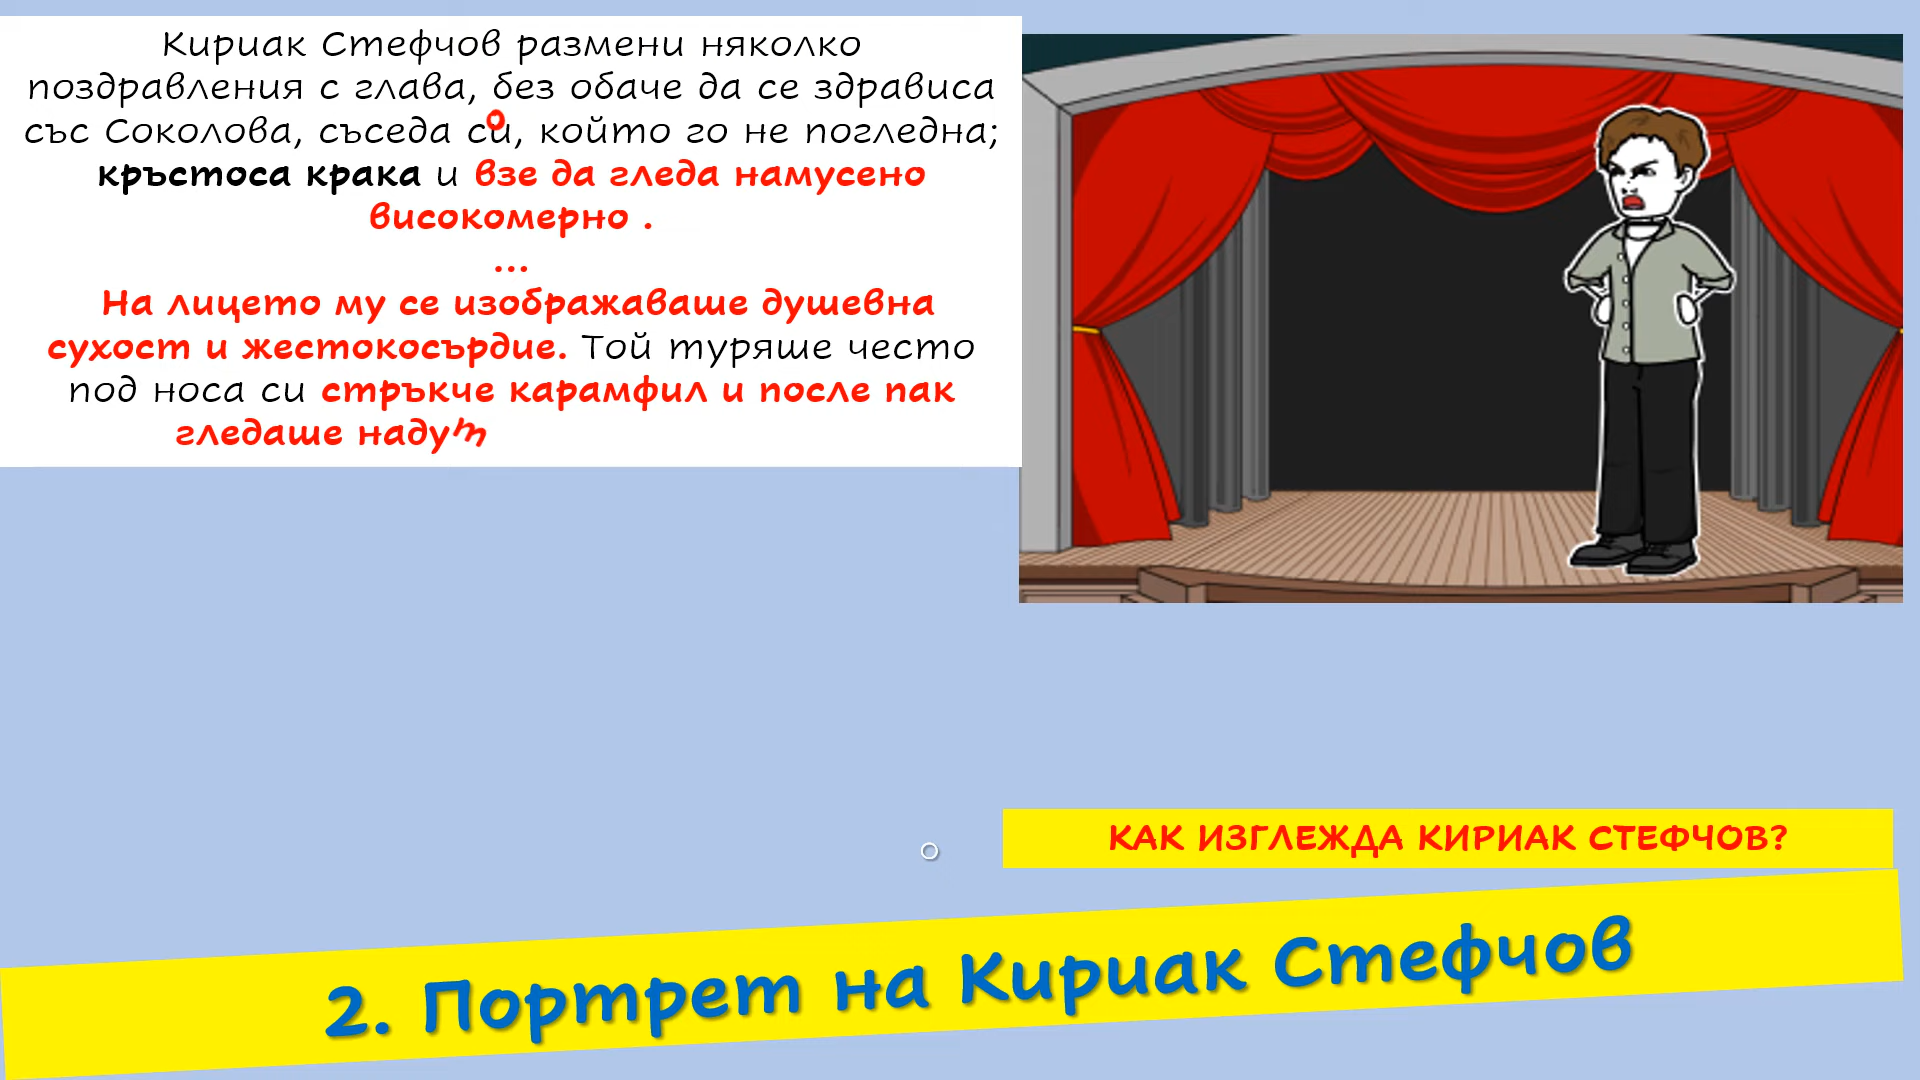 Кириак Стефчов размени няколко
поздравления с глава, без обаче да се здрависа
със Соколова, съседа си, който го не погледна;
кръстоса крака и взе да гледа намусено
високомерно .
...
На лицето му се изображаваше душевна
сухост и жестокосърдие. Той туряше често
под носа си стръкче карамфил и после пак
гледаше надут
о
о
КАК ИЗГЛЕЖДА КИРИАК СТЕФЧОВ?
2. Портрет на Кириак Стефчов